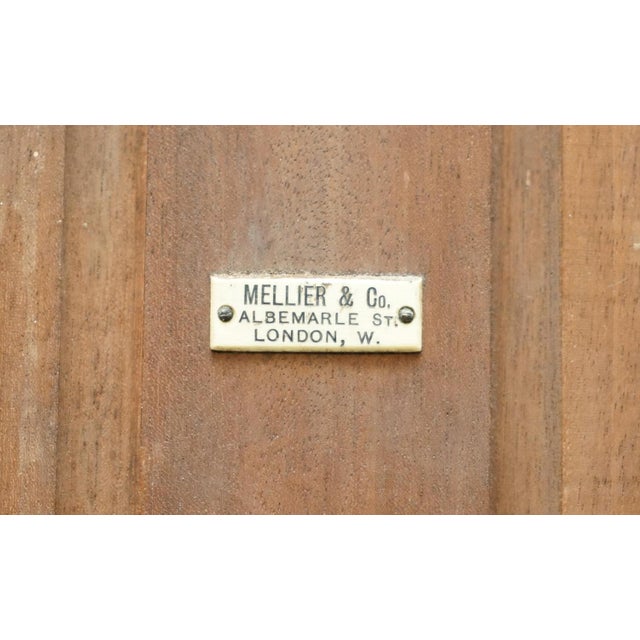 MELLIER & Co.
ALBEMARLE ST.
LONDON, W.